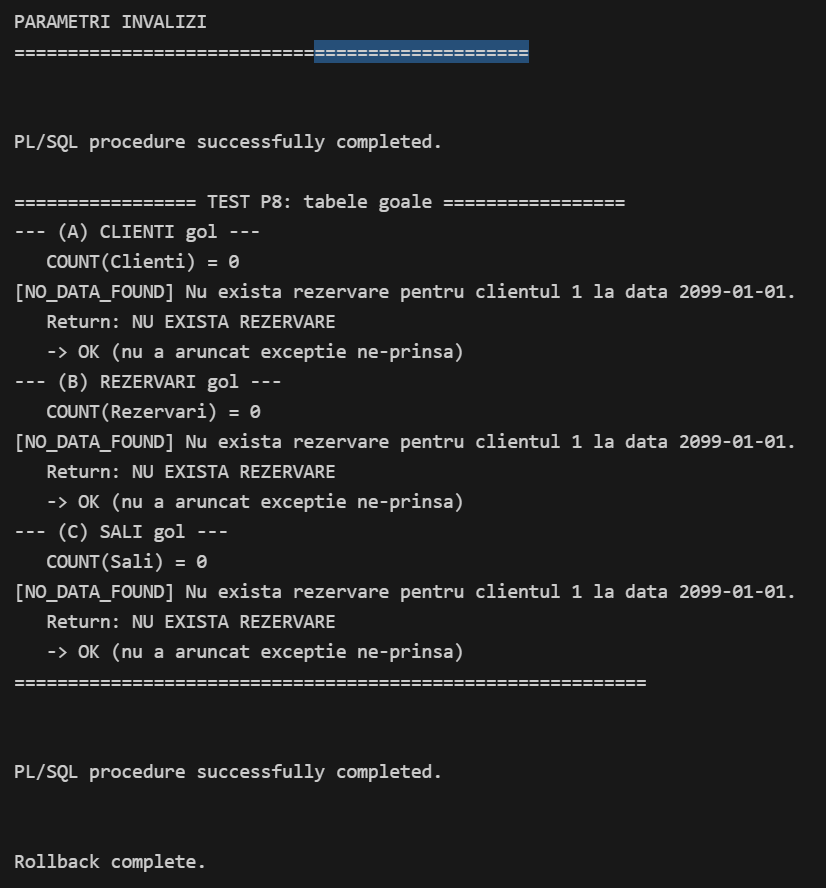 PARAMETRI INVALIZI
================================================
PL/SQL procedure successfully completed.
================= TEST P8: tabele goale =================
--- (A) CLIENTI gol ---
   COUNT(Clienti) = 0
[NO_DATA_FOUND] Nu exista rezervare pentru clientul 1 la data 2099-01-01.
   Return: NU EXISTA REZERVARE
   -> OK (nu a aruncat exceptie ne-prinsa)
--- (B) REZERVARI gol ---
   COUNT(Rezervari) = 0
[NO_DATA_FOUND] Nu exista rezervare pentru clientul 1 la data 2099-01-01.
   Return: NU EXISTA REZERVARE
   -> OK (nu a aruncat exceptie ne-prinsa)
--- (C) SALI gol ---
   COUNT(Sali) = 0
[NO_DATA_FOUND] Nu exista rezervare pentru clientul 1 la data 2099-01-01.
   Return: NU EXISTA REZERVARE
   -> OK (nu a aruncat exceptie ne-prinsa)
===========================================================
PL/SQL procedure successfully completed.
Rollback complete.